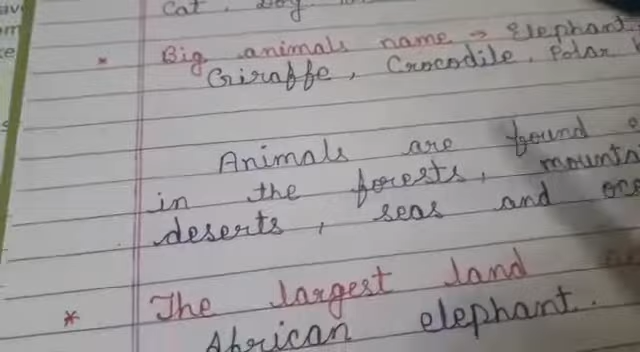 Cat. Dog
* Big animals name → Elephant,
Giraffe, Crocodile, Polar
Animals are found
in the forests,
deserts, seas and
* The largest land
African elephant.